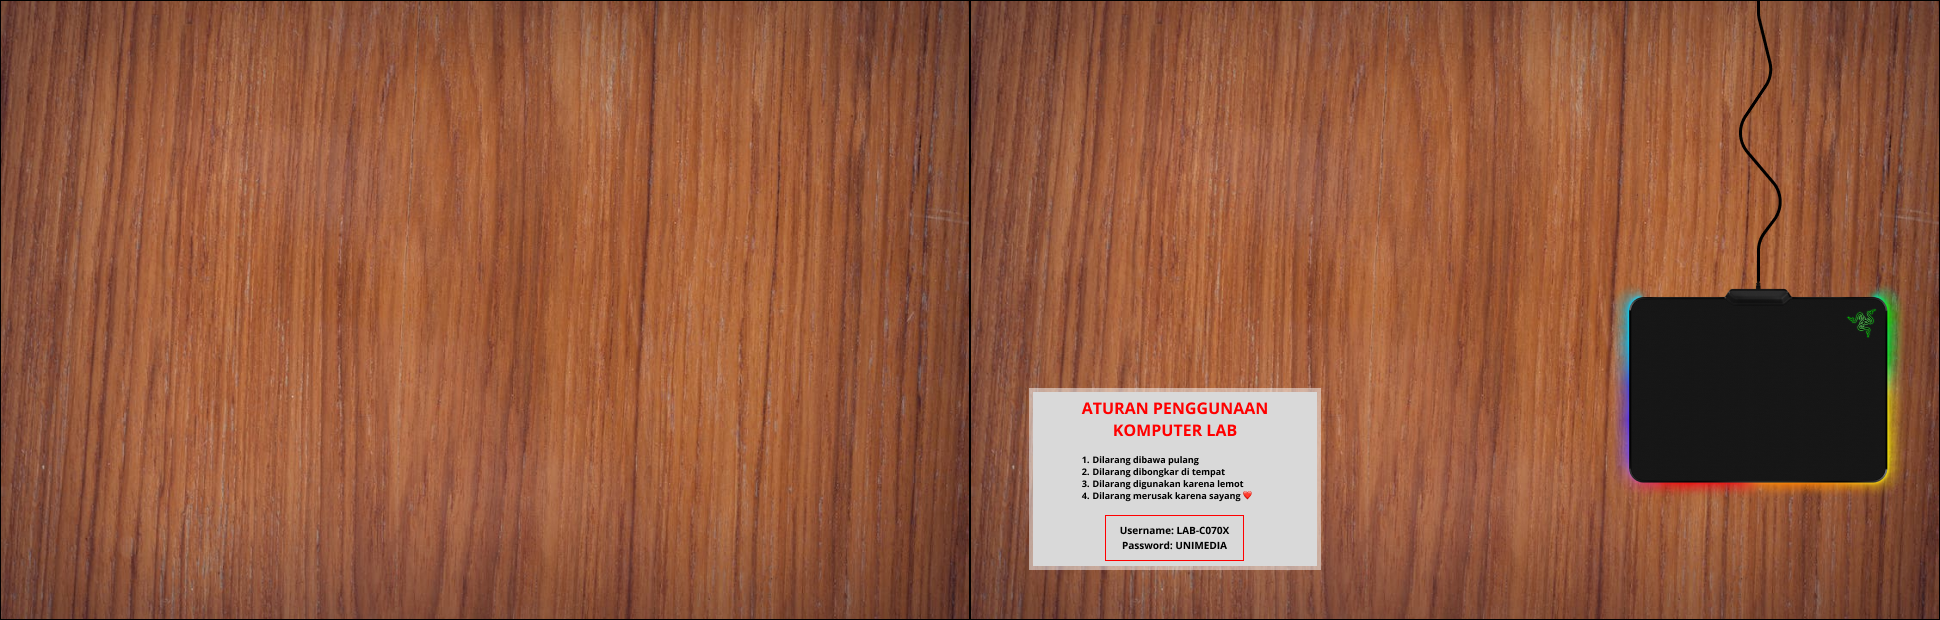 ATURAN PENGGUNAAN
KOMPUTER LAB
1. Dilarang dibawa pulang
2. Dilarang dibongkar di tempat
3. Dilarang digunakan karena lemot
4. Dilarang merusak karena sayang ❤️
Username: LAB-C070X
Password: UNIMEDIA